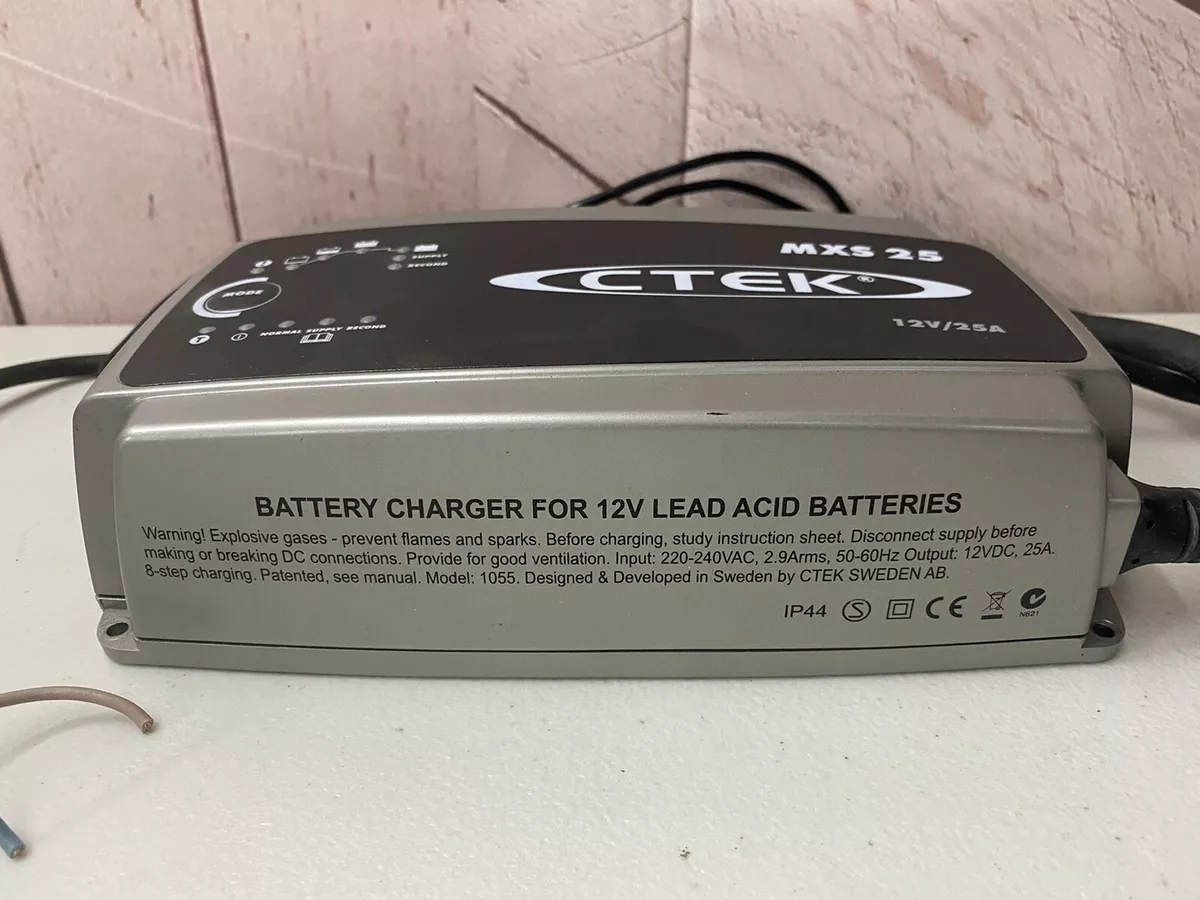 MXS 25
CTEK®
12V/25A
SUPPLY
RECOND
MODE
NORMAL SUPPLY RECOND
BATTERY CHARGER FOR 12V LEAD ACID BATTERIES
Warning! Explosive gases - prevent flames and sparks. Before charging, study instruction sheet. Disconnect supply before
making or breaking DC connections. Provide for good ventilation. Input: 220-240VAC, 2.9Arms, 50-60Hz Output: 12VDC, 25A.
8-step charging. Patented, see manual. Model: 1055. Designed & Developed in Sweden by CTEK SWEDEN AB.
IP44 S CE
N621